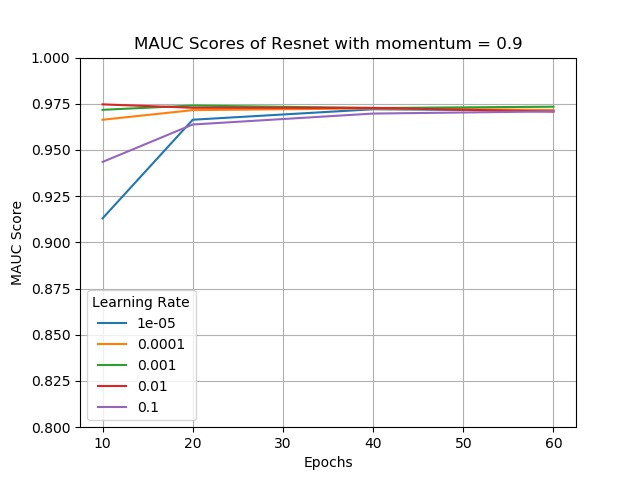 MAUC Scores of Resnet with momentum = 0.9
1.000
0.975
0.950
0.925
0.900
0.875
0.850
0.825
0.800
MAUC Score
Learning Rate
1e-05
0.0001
0.001
0.01
0.1
10 20 30 40 50 60
Epochs